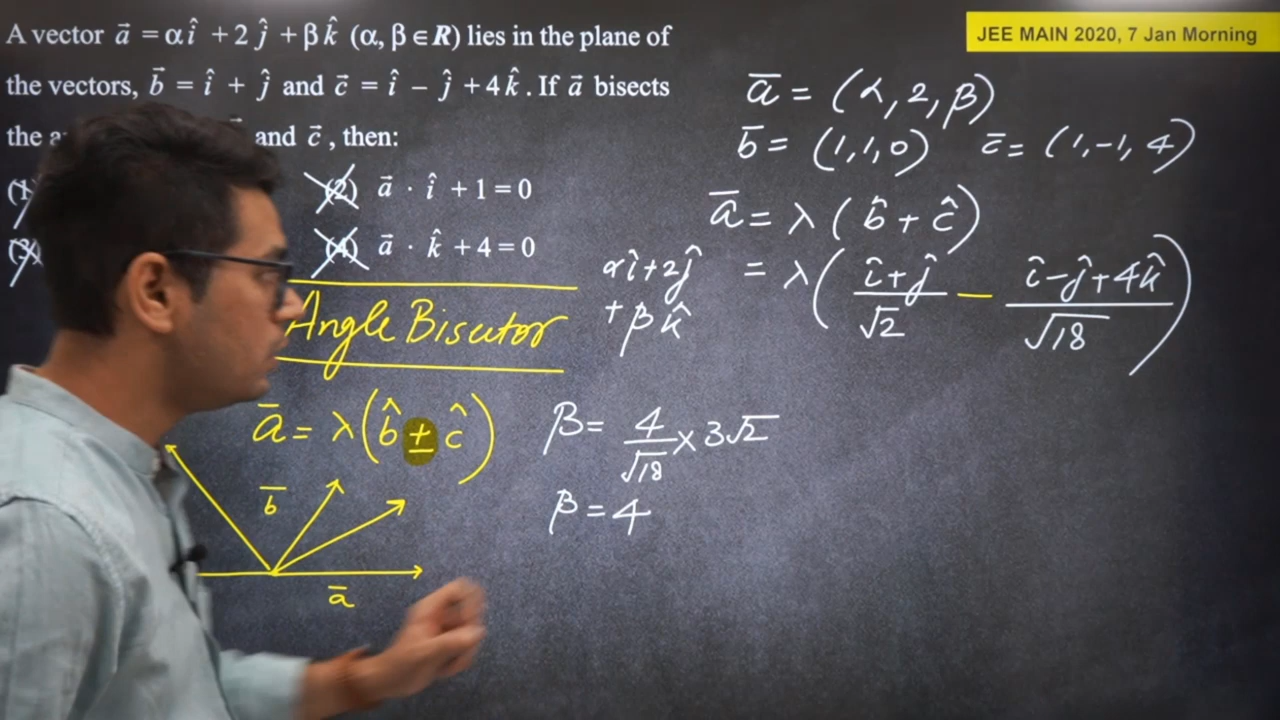 A vector a⃗ = αî + 2ĵ + βk̂ (α, β ∈ R) lies in the plane of
the vectors, b⃗ = î + ĵ and c⃗ = î − ĵ + 4k̂. If a⃗ bisects
the and c⃗, then:
(1) (2) a⃗ · î + 1 = 0
(3) (4) a⃗ · k̂ + 4 = 0
JEE MAIN 2020, 7 Jan Morning
a̅ = (α, 2, β)
b̅ = (1, 1, 0) c̅ = (1, -1, 4)
a̅ = λ(b̂ + ĉ)
αî + 2ĵ + βk̂ = λ((î + ĵ)/√2 − (î − ĵ + 4k̂)/√18)
Angle Bisector
a̅ = λ(b̂ ± ĉ)
b̅
a̅
β = 4/√18 × 3√2
β = 4